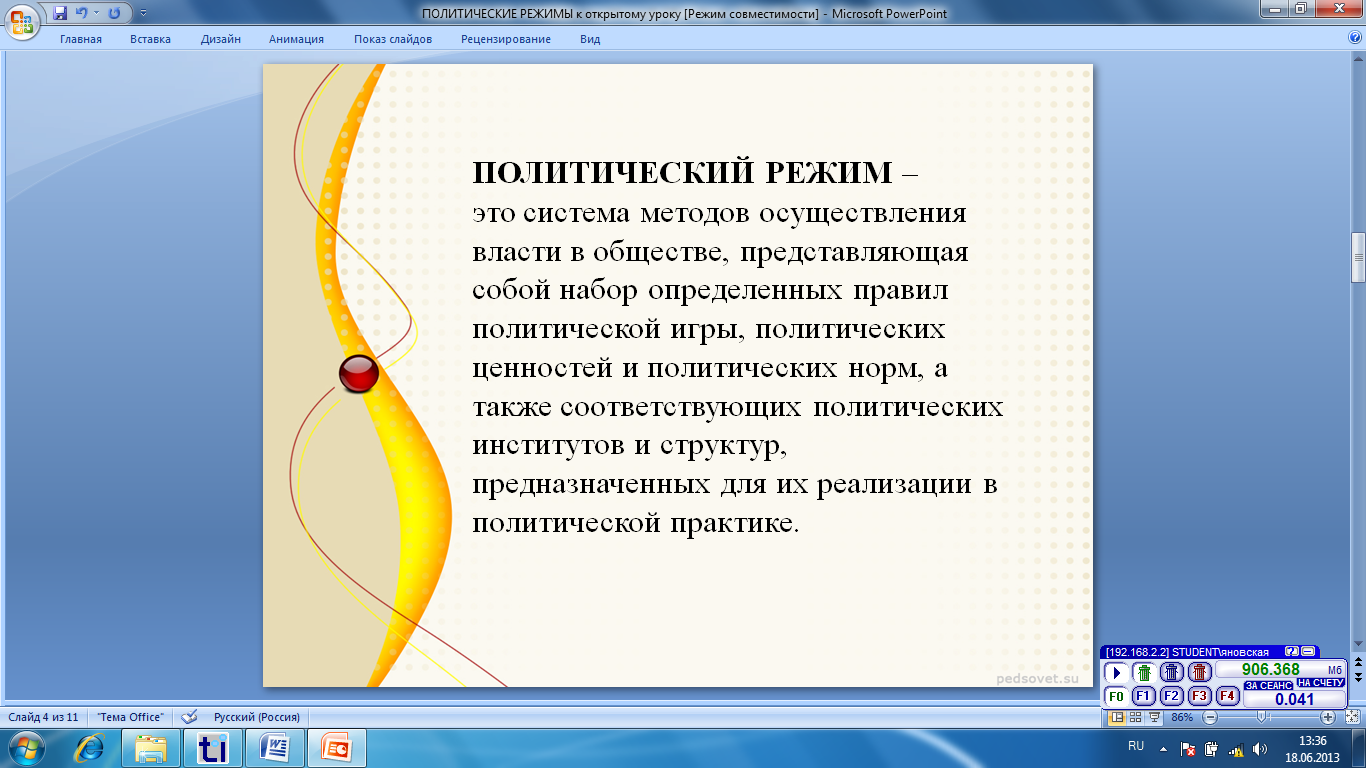 ПОЛИТИЧЕСКИЕ РЕЖИМЫ к открытому уроку [Режим совместимости] - Microsoft PowerPoint
Главная Вставка Дизайн Анимация Показ слайдов Рецензирование Вид
ПОЛИТИЧЕСКИЙ РЕЖИМ –
это система методов осуществления
власти в обществе, представляющая
собой набор определенных правил
политической игры, политических
ценностей и политических норм, а
также соответствующих политических
институтов и структур,
предназначенных для их реализации в
политической практике.
pedsovet.su
[192.168.2.2] STUDENT\яновская
906.368 Мб
ЗА СЕАНС НА СЧЕТУ
F0 F1 F2 F3 F4 0.041
Слайд 4 из 11 "Тема Office" Русский (Россия) 86%
RU 13:36
18.06.2013